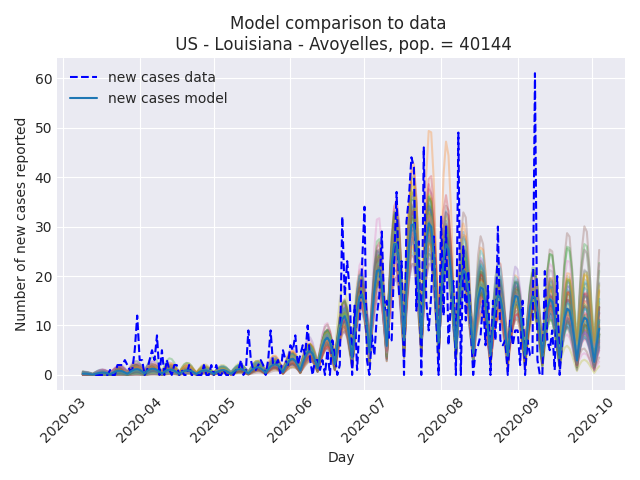 Model comparison to data
US - Louisiana - Avoyelles, pop. = 40144
new cases data
new cases model
Number of new cases reported
60
50
40
30
20
10
0
2020-03
2020-04
2020-05
2020-06
2020-07
2020-08
2020-09
2020-10
Day